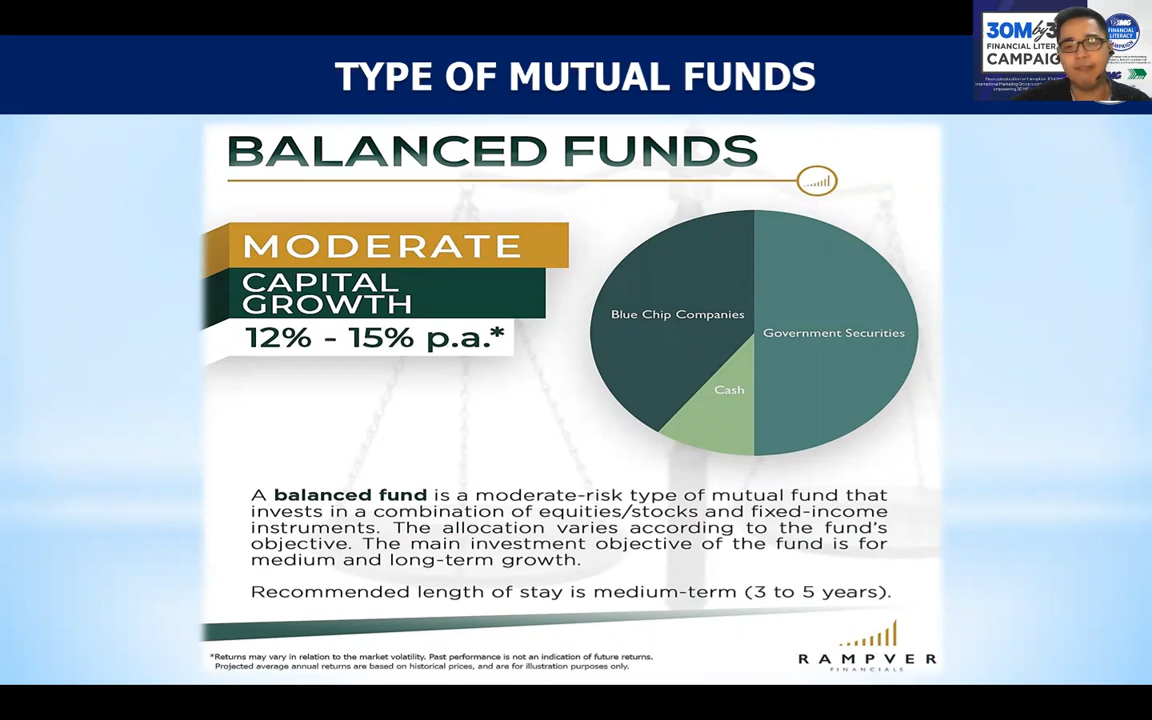 TYPE OF MUTUAL FUNDS
30M by 3
FINANCIAL LITER
CAMPAIG
FINANCIAL
LITERACY
BALANCED FUNDS
MODERATE
CAPITAL
GROWTH
12% - 15% p.a.*
Blue Chip Companies
Government Securities
Cash
A balanced fund is a moderate-risk type of mutual fund that
invests in a combination of equities/stocks and fixed-income
instruments. The allocation varies according to the fund's
objective. The main investment objective of the fund is for
medium and long-term growth.
Recommended length of stay is medium-term (3 to 5 years).
*Returns may vary in relation to the market volatility. Past performance is not an indication of future returns.
Projected average annual returns are based on historical prices, and are for illustration purposes only.
RAMPVER
FINANCIALS